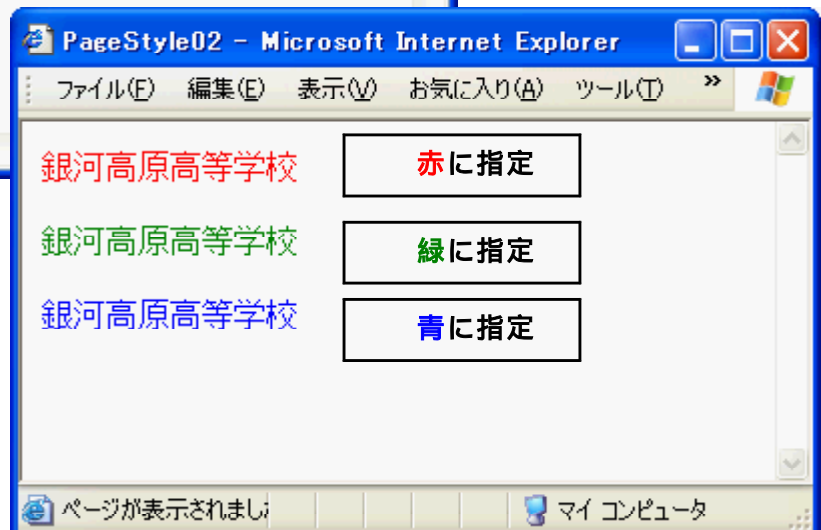 PageStyle02 - Microsoft Internet Explorer
ファイル(F) 編集(E) 表示(V) お気に入り(A) ツール(T) »
銀河高原高等学校 赤に指定
銀河高原高等学校 緑に指定
銀河高原高等学校 青に指定
ページが表示されまし マイ コンピュータ